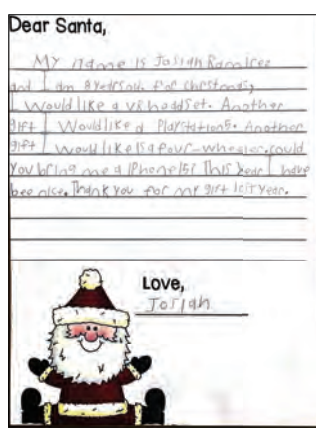 Dear Santa,
My name is Josiah Ramirez
and I am 8 years old. For christmas,
I Would like a VR haddset. Another
gift I Would like a Playstation5. Another
gift I would like is a four-wheeler. could
you bring me a iPhone 15? This year I have
bee nice. Thank you for my gift last year.
Love,
Josiah